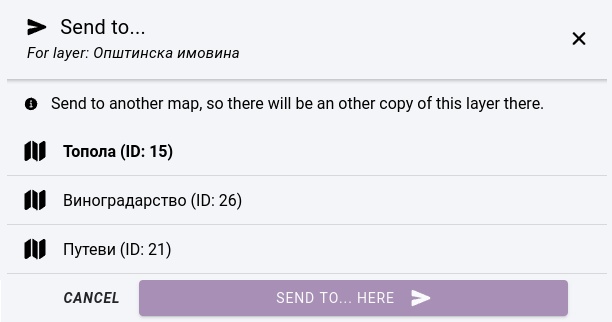 Send to...
For layer: Општинска имовина
Send to another map, so there will be an other copy of this layer there.
Топола (ID: 15)
Виноградарство (ID: 26)
Путеви (ID: 21)
CANCEL
SEND TO... HERE